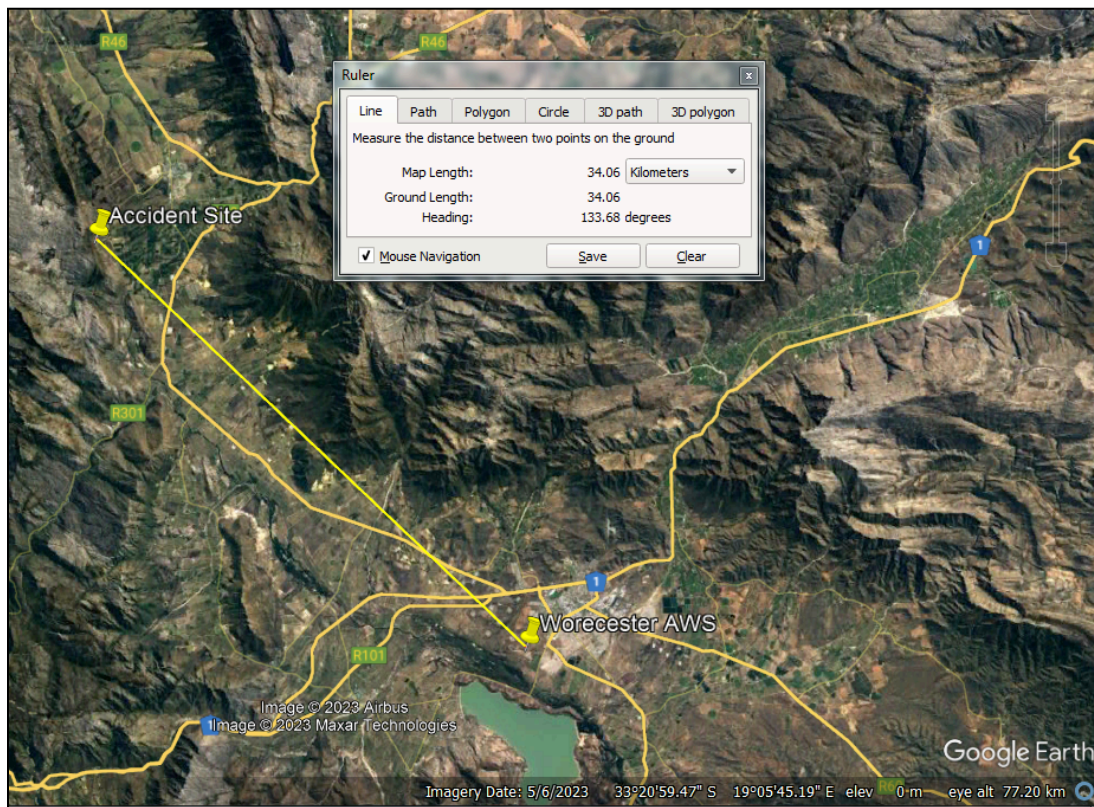 R46
R46
Ruler
Line Path Polygon Circle 3D path 3D polygon
Measure the distance between two points on the ground
Map Length: 34.06 Kilometers
Ground Length: 34.06
Heading: 133.68 degrees
Mouse Navigation Save Clear
Accident Site
1
R301
1
Worecester AWS
R101
Image © 2023 Airbus
1
Image © 2023 Maxar Technologies
Google Earth
R60
Imagery Date: 5/6/2023 33°20'59.47" S 19°05'45.19" E elev 0 m eye alt 77.20 km